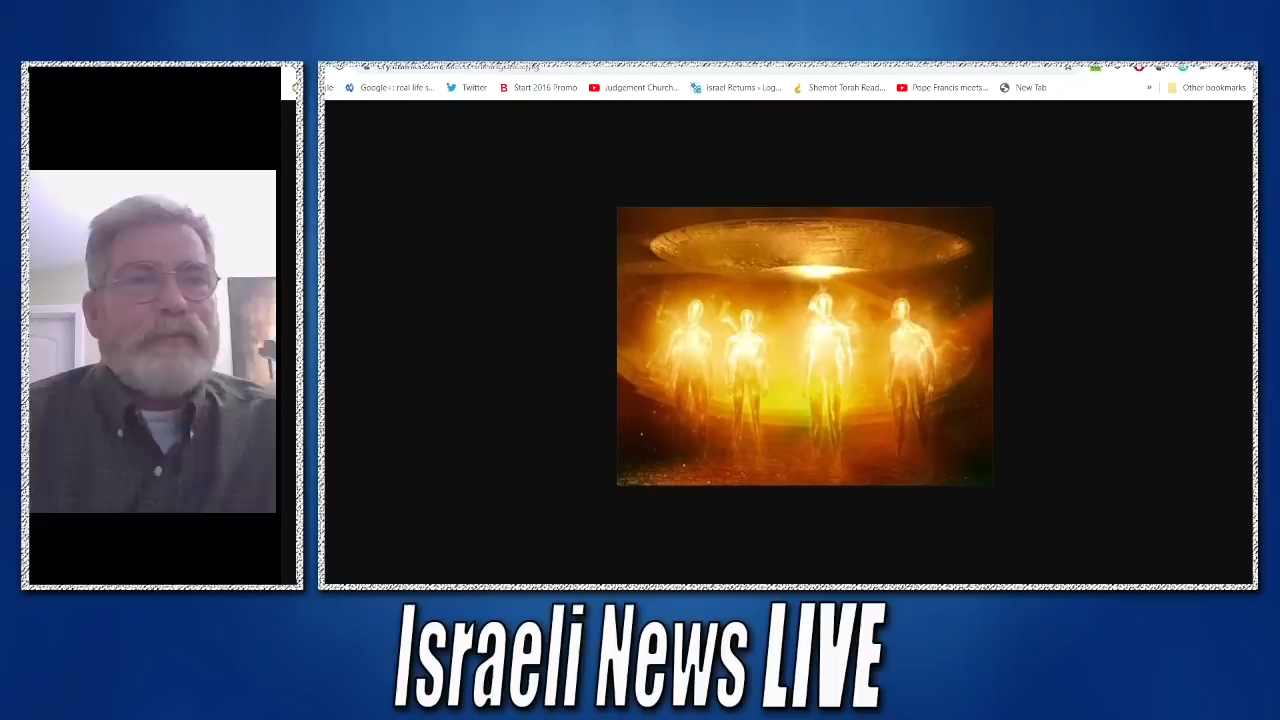 gle Google+: real life s... Twitter Start 2016 Promo Judgement Church... Israel Returns › Log... Shemot Torah Read... Pope Francis meets... New Tab » Other bookmarks
Israeli News LIVE